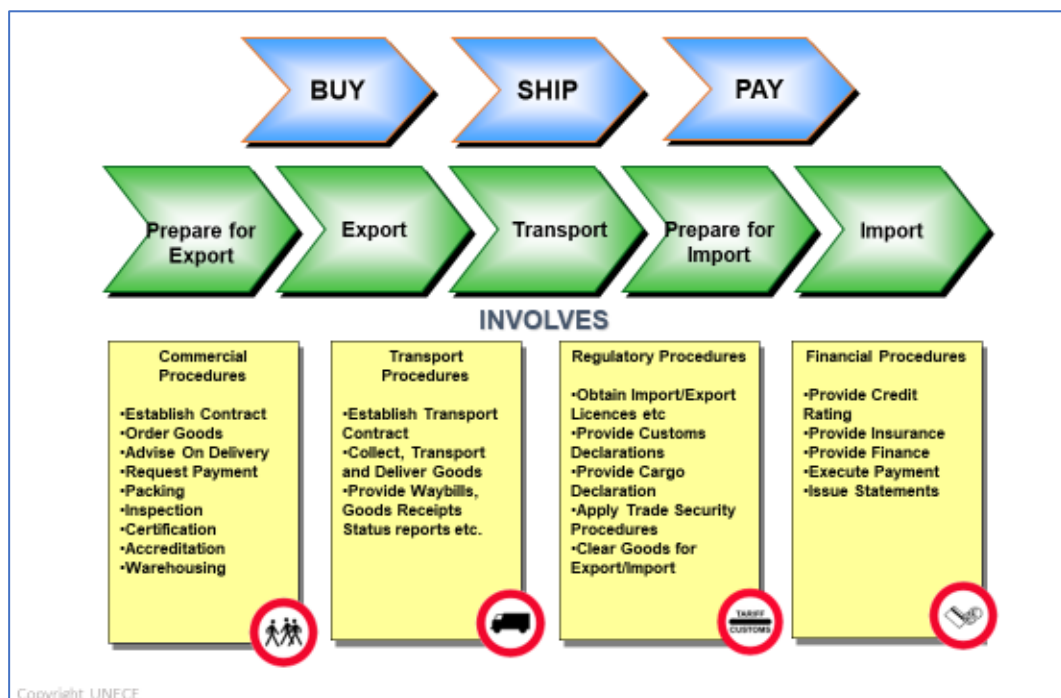 BUY
SHIP
PAY
Prepare for
Export
Export
Transport
Prepare for
Import
Import
INVOLVES
Commercial
Procedures
•Establish Contract
•Order Goods
•Advise On Delivery
•Request Payment
•Packing
•Inspection
•Certification
•Accreditation
•Warehousing
Transport
Procedures
•Establish Transport
Contract
•Collect, Transport
and Deliver Goods
•Provide Waybills,
Goods Receipts
Status reports etc.
Regulatory Procedures
•Obtain Import/Export
Licences etc
•Provide Customs
Declarations
•Provide Cargo
Declaration
•Apply Trade Security
Procedures
•Clear Goods for
Export/Import
TARIFF
CUSTOMS
Financial Procedures
•Provide Credit
Rating
•Provide Insurance
•Provide Finance
•Execute Payment
•Issue Statements
Copyright UNECE